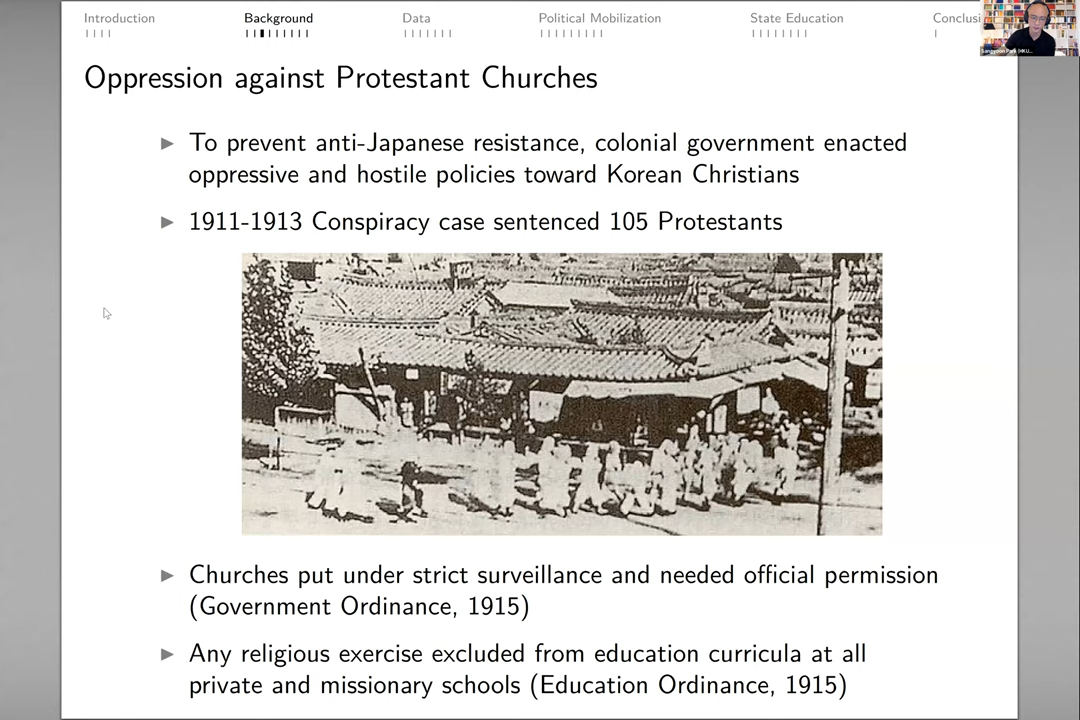 Introduction Background Data Political Mobilization State Education Conclusi
Oppression against Protestant Churches
► To prevent anti-Japanese resistance, colonial government enacted
oppressive and hostile policies toward Korean Christians
► 1911-1913 Conspiracy case sentenced 105 Protestants
► Churches put under strict surveillance and needed official permission
(Government Ordinance, 1915)
► Any religious exercise excluded from education curricula at all
private and missionary schools (Education Ordinance, 1915)